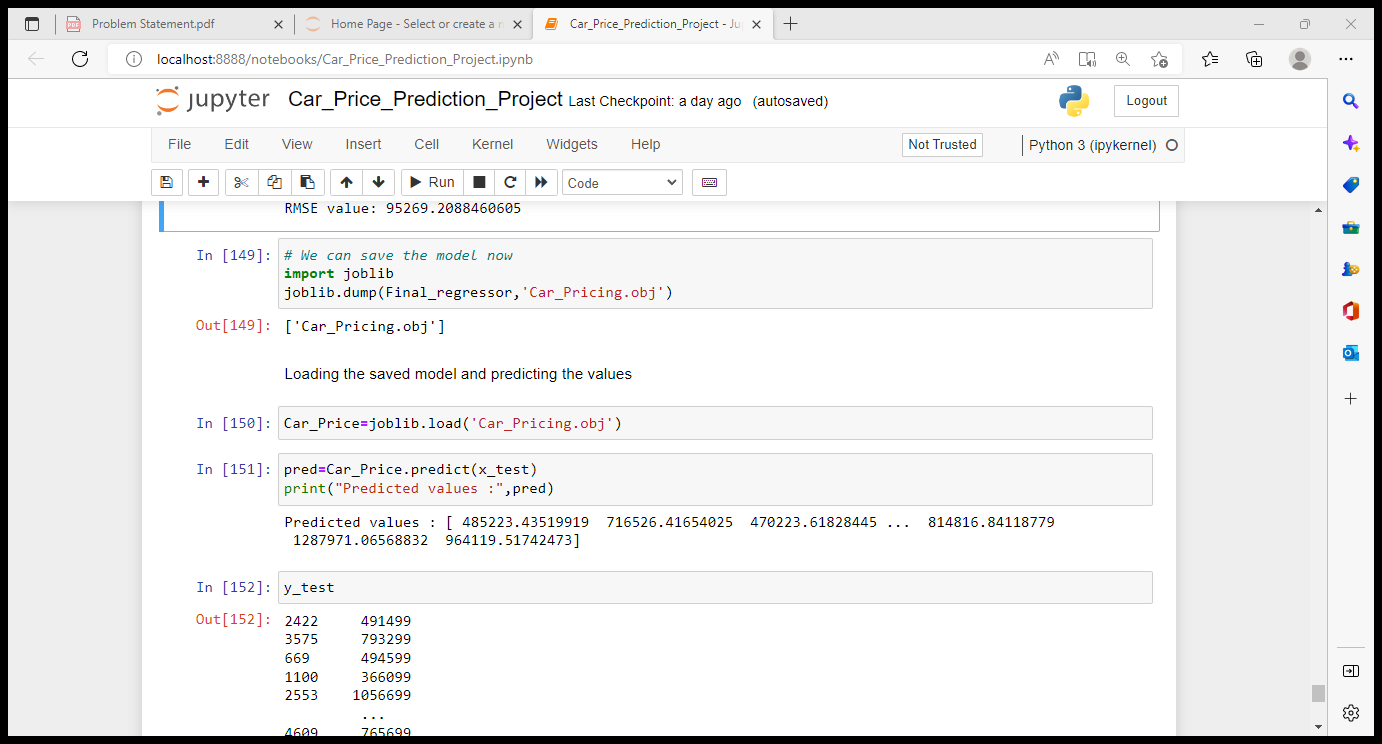 Problem Statement.pdf
Home Page - Select or create a n
Car_Price_Prediction_Project - Ju
localhost:8888/notebooks/Car_Price_Prediction_Project.ipynb
jupyter Car_Price_Prediction_Project Last Checkpoint: a day ago (autosaved)
Logout
File Edit View Insert Cell Kernel Widgets Help
Not Trusted
Python 3 (ipykernel)
Run
Code
RMSE value: 95269.2088460605
In [149]: # We can save the model now
import joblib
joblib.dump(Final_regressor,'Car_Pricing.obj')
Out[149]: ['Car_Pricing.obj']
Loading the saved model and predicting the values
In [150]: Car_Price=joblib.load('Car_Pricing.obj')
In [151]: pred=Car_Price.predict(x_test)
print("Predicted values :",pred)
Predicted values : [ 485223.43519919 716526.41654025 470223.61828445 ... 814816.84118779
1287971.06568832 964119.51742473]
In [152]: y_test
Out[152]: 2422 491499
3575 793299
669 494599
1100 366099
2553 1056699
...
4609 765699